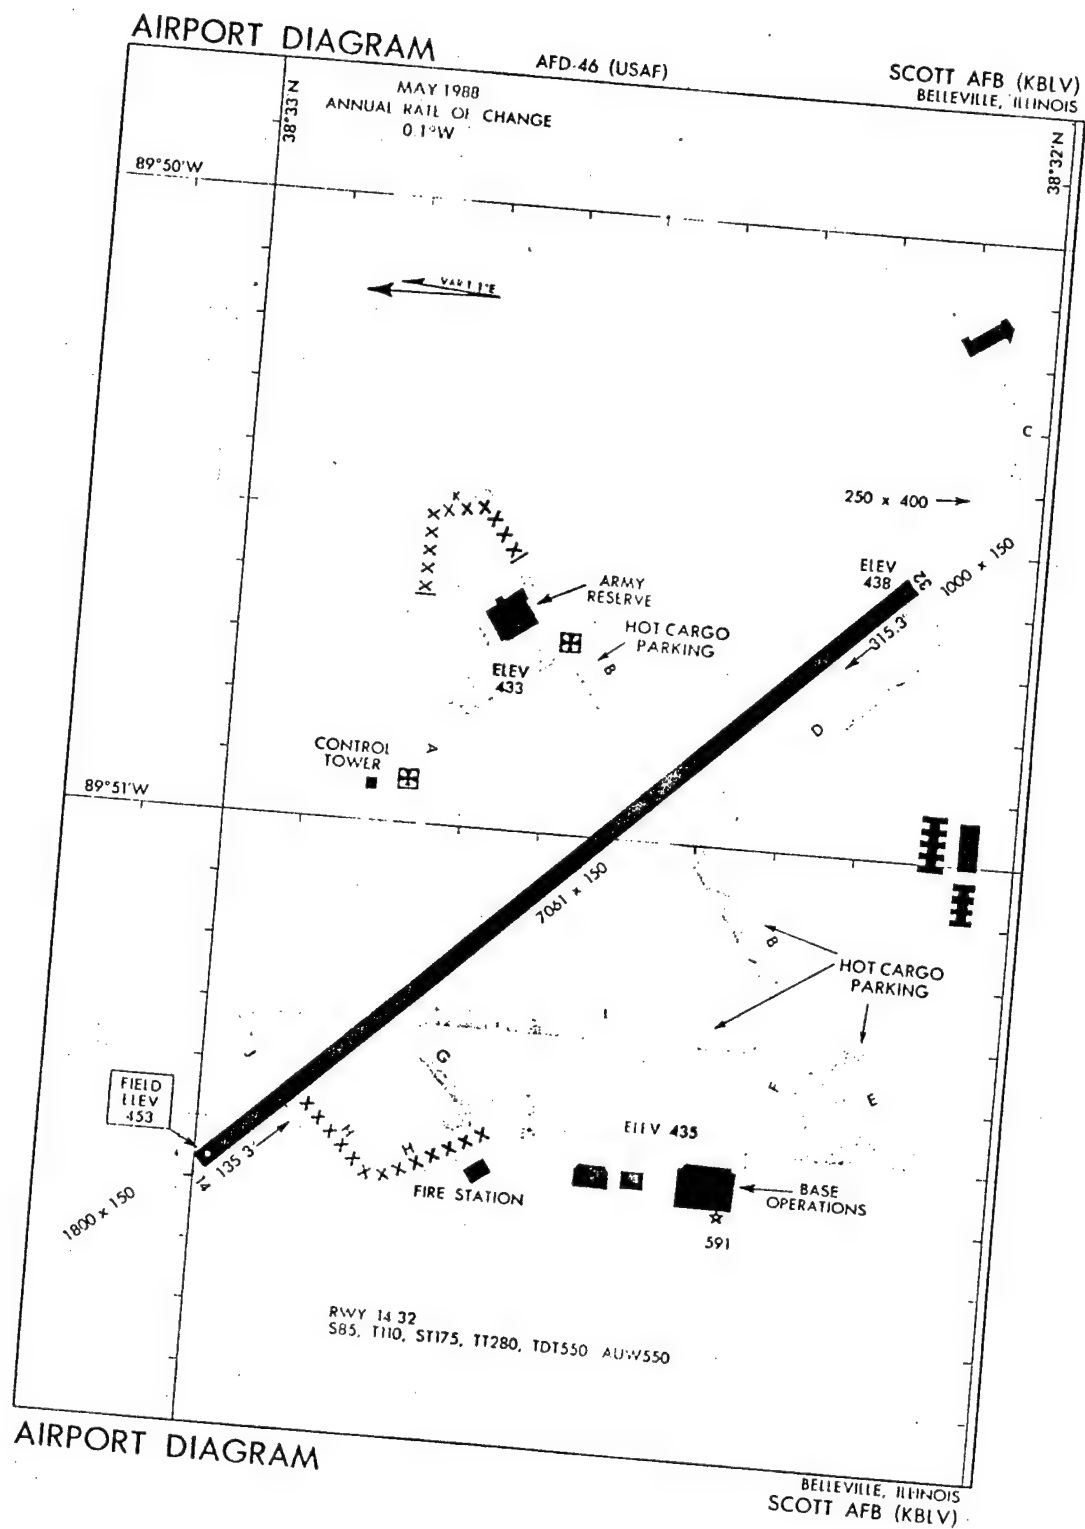 AIRPORT DIAGRAM
AFD-46 (USAF)
SCOTT AFB (KBLV)
BELLEVILLE, ILLINOIS
MAY 1988
ANNUAL RATE OF CHANGE
0.1°W
38°33'N
38°32'N
89°50'W
VAR 1.1°E
C
250 x 400
K
ELEV
438
32
1000 x 150
ARMY
RESERVE
315.3°
HOT CARGO
PARKING
B
ELEV
433
D
A
CONTROL
TOWER
89°51'W
7061 x 150
B
HOT CARGO
PARKING
I
J
G
F
E
FIELD
ELEV
453
H
H
ELEV 435
135.3°
14
FIRE STATION
BASE
OPERATIONS
1800 x 150
591
RWY 14 32
S85, T110, ST175, TT280, TDT550 AUW550
AIRPORT DIAGRAM
BELLEVILLE, ILLINOIS
SCOTT AFB (KBLV)